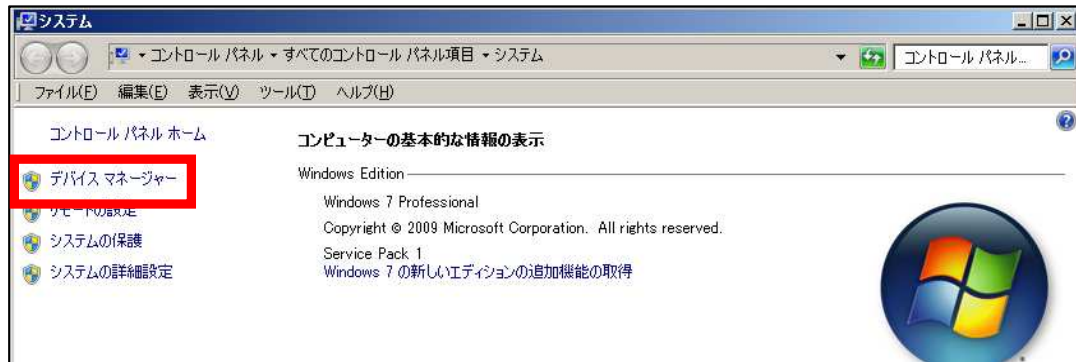 システム
コントロール パネル すべてのコントロール パネル項目 システム コントロール パネル...
ファイル(F) 編集(E) 表示(V) ツール(T) ヘルプ(H)
コントロール パネル ホーム
コンピューターの基本的な情報の表示
デバイス マネージャー
Windows Edition
リモートの設定
Windows 7 Professional
Copyright © 2009 Microsoft Corporation. All rights reserved.
システムの保護
Service Pack 1
システムの詳細設定
Windows 7 の新しいエディションの追加機能の取得